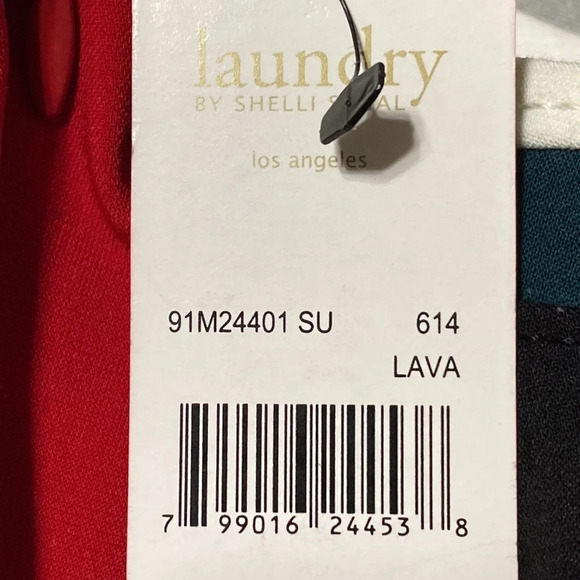 laundry
BY SHELLI
los angeles
91M24401 SU 614
LAVA
7 99016 24453 8